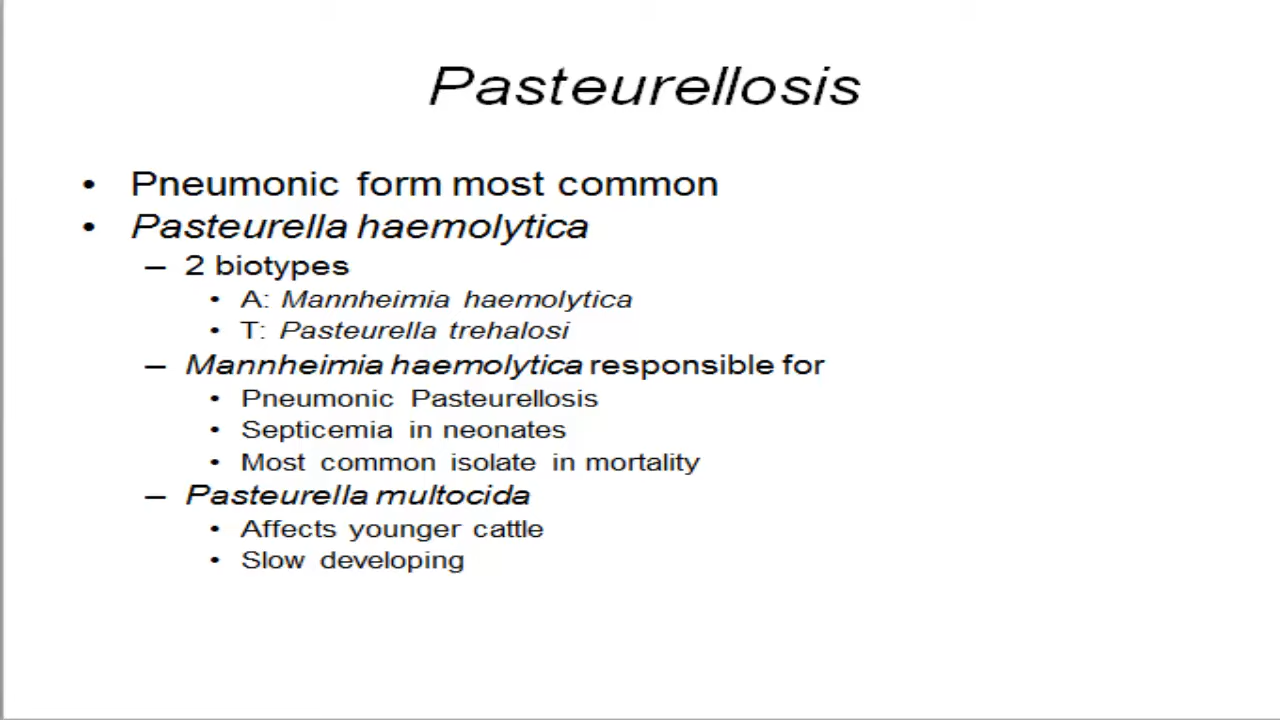 Pasteurellosis
• Pneumonic form most common
• Pasteurella haemolytica
– 2 biotypes
• A: Mannheimia haemolytica
• T: Pasteurella trehalosi
– Mannheimia haemolytica responsible for
• Pneumonic Pasteurellosis
• Septicemia in neonates
• Most common isolate in mortality
– Pasteurella multocida
• Affects younger cattle
• Slow developing